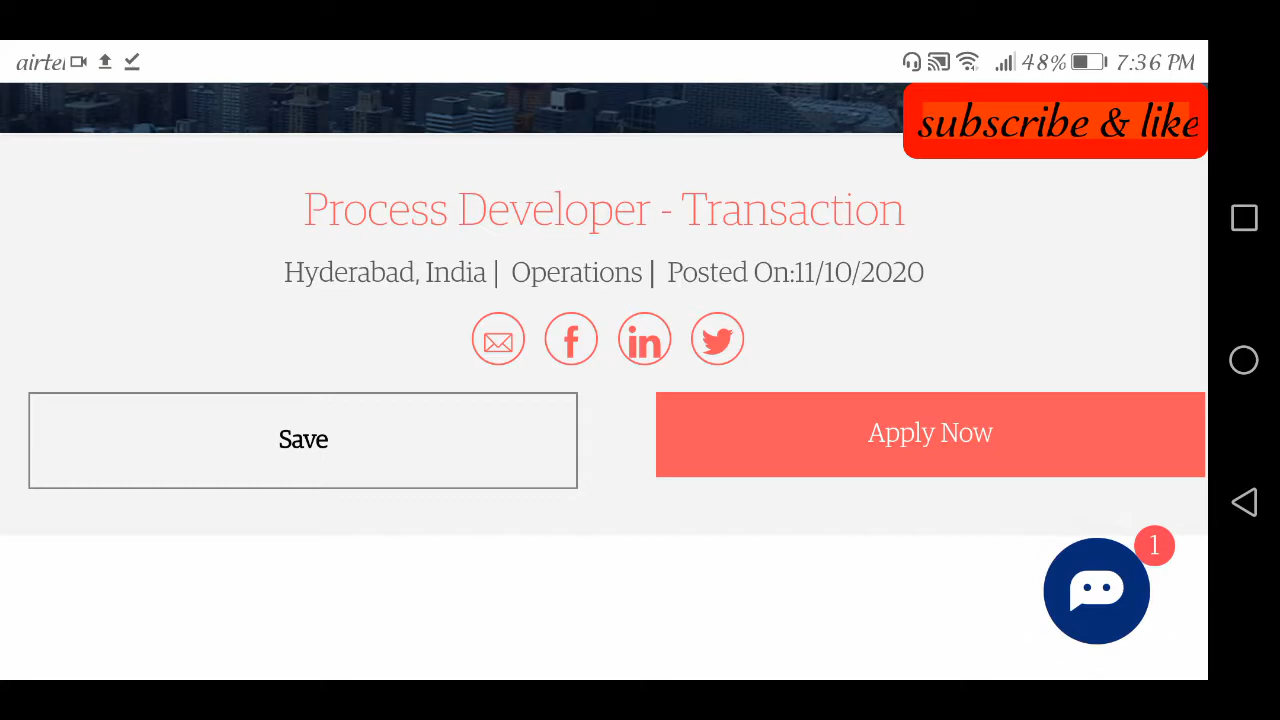 airtel 48% 7:36 PM
subscribe & like
Process Developer - Transaction
Hyderabad, India | Operations | Posted On:11/10/2020
in
Save
Apply Now
1